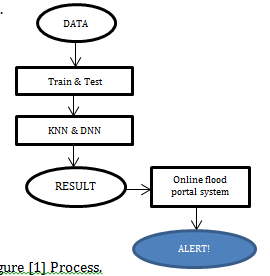 DATA
Train & Test
KNN & DNN
RESULT
Online flood
portal system
ALERT!
gure [1] Process.